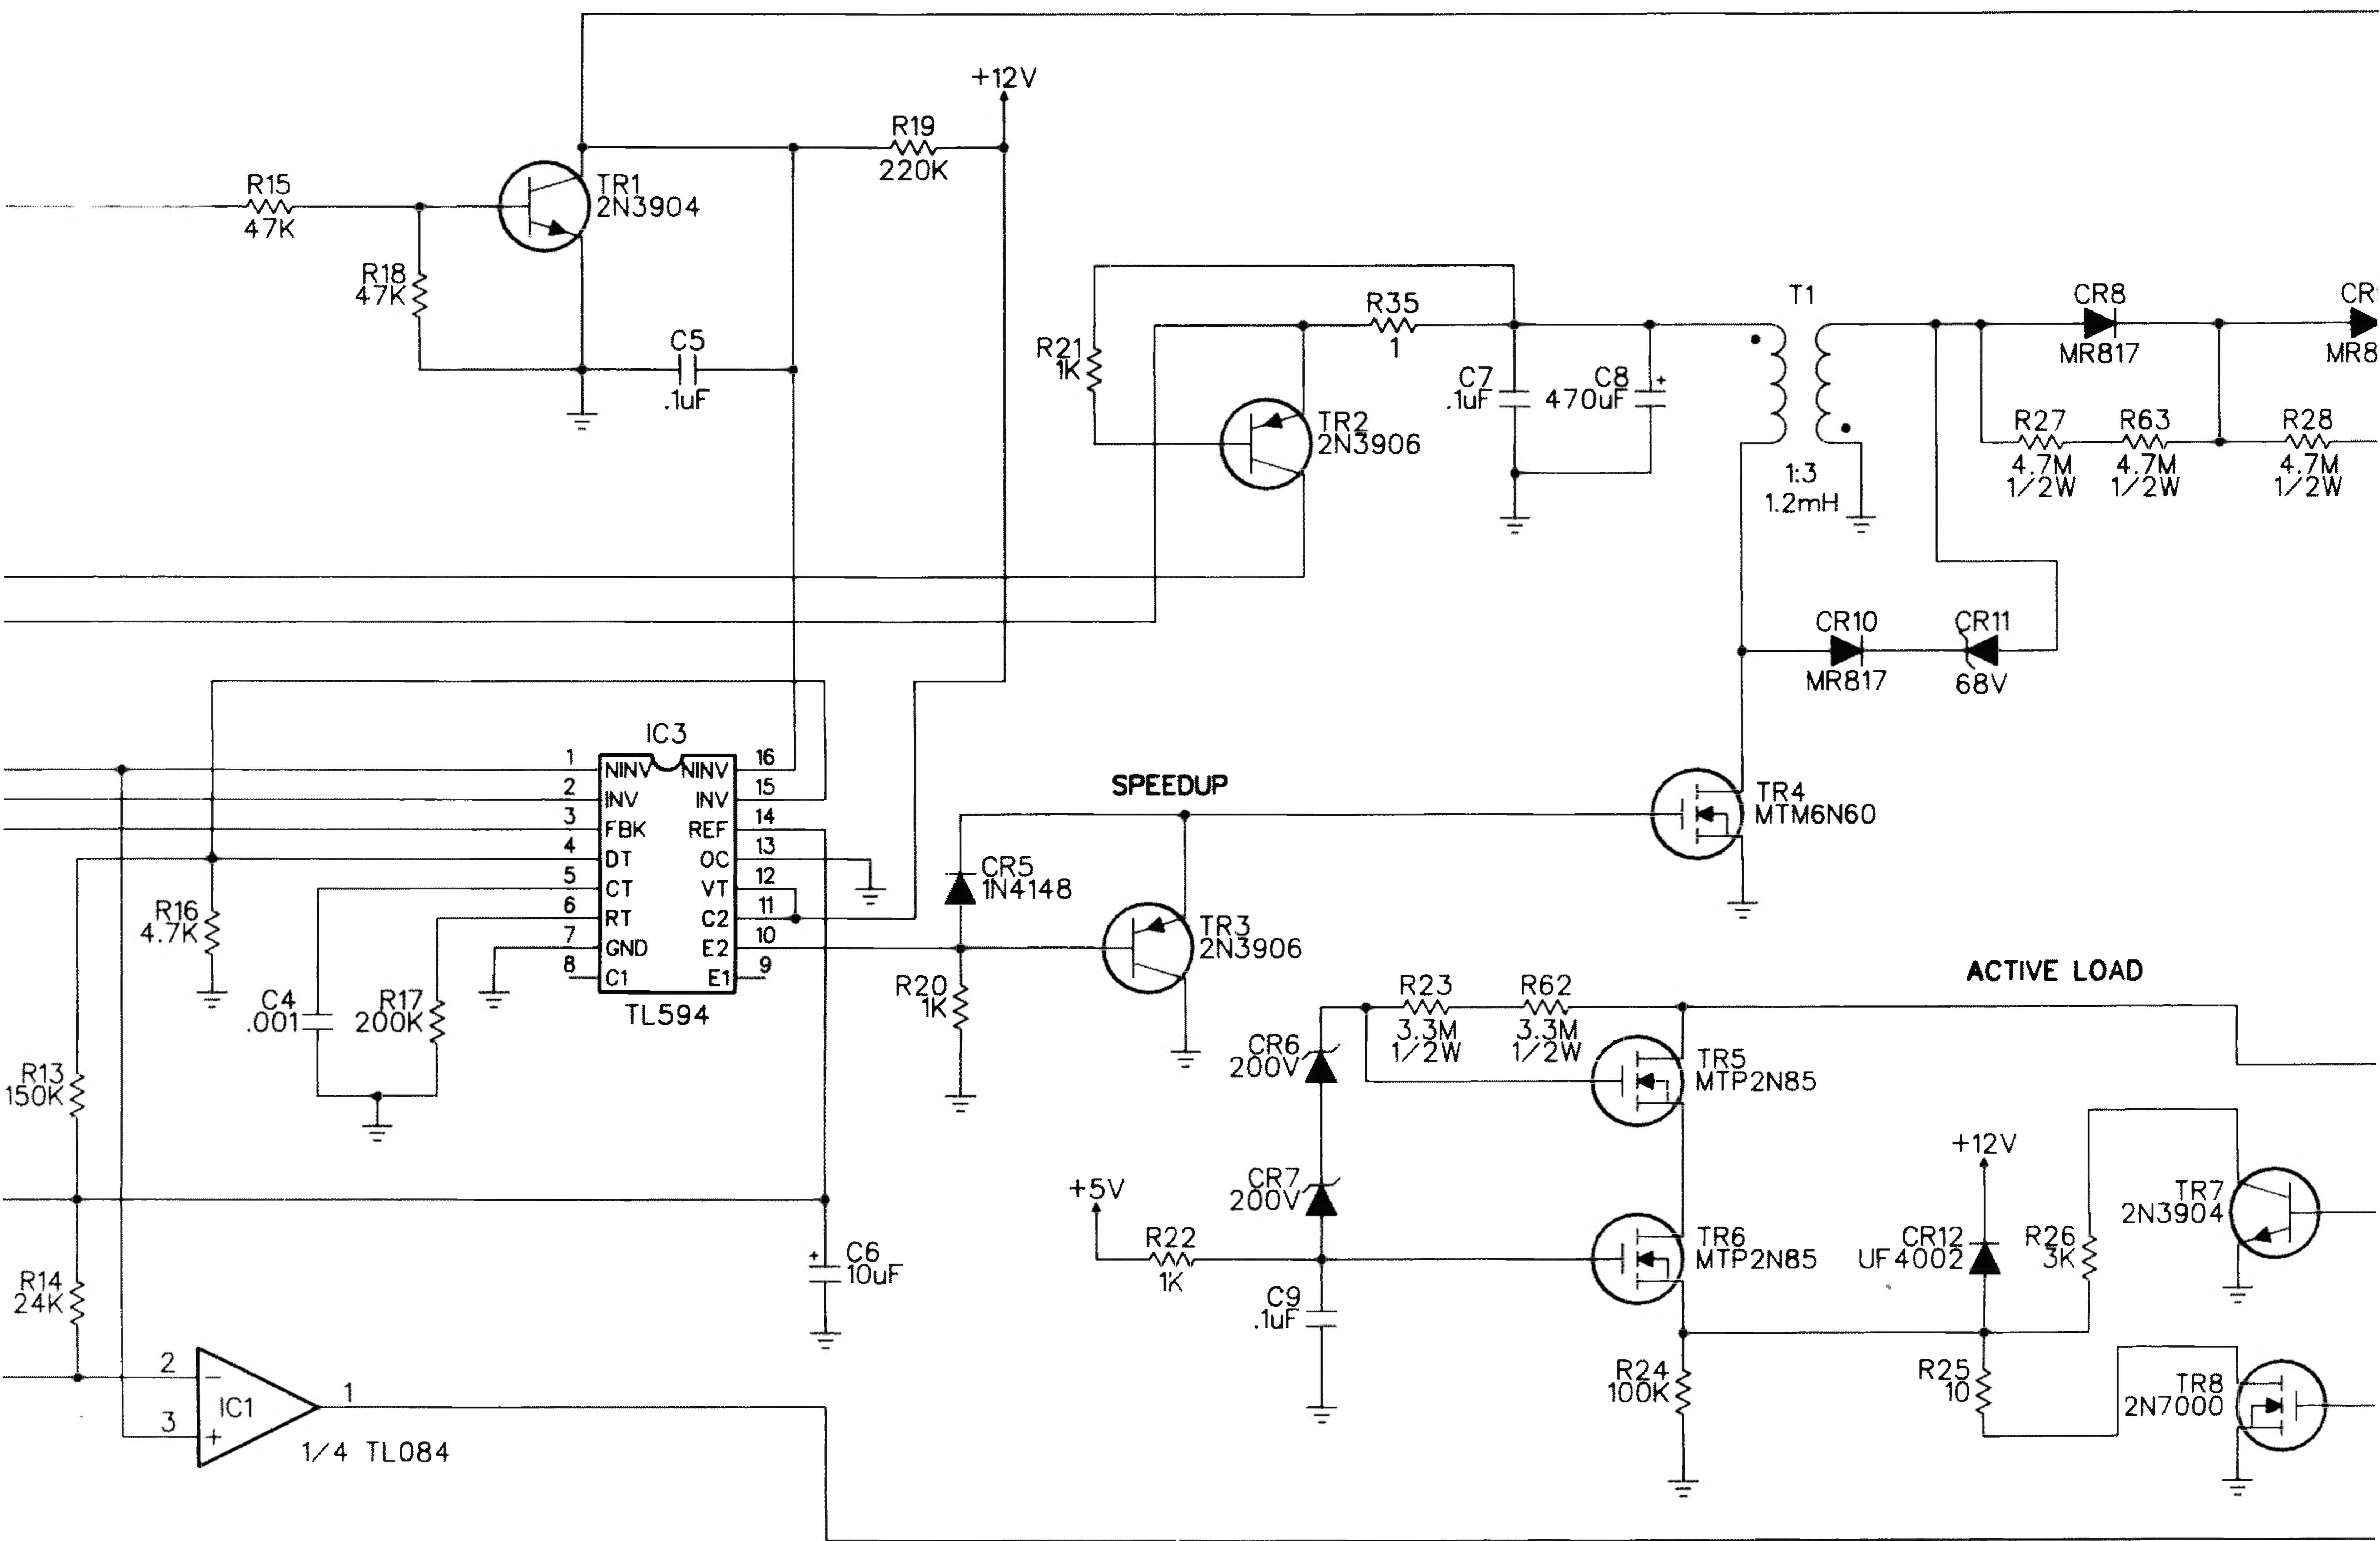 +12V
R19
220K
R15
47K
TR1
2N3904
R18
47K
C5
.1uF
R35
1
R21
1K
TR2
2N3906
C7
.1uF
C8
470uF
+
T1
1:3
1.2mH
CR8
MR817
CR
MR8
R27
4.7M
1/2W
R63
4.7M
1/2W
R28
4.7M
1/2W
CR10
MR817
CR11
68V
IC3
1 NINV NINV 16
2 INV INV 15
3 FBK REF 14
4 DT OC 13
5 CT VT 12
6 RT C2 11
7 GND E2 10
8 C1 E1 9
TL594
SPEEDUP
TR4
MTM6N60
CR5
1N4148
TR3
2N3906
R20
1K
R16
4.7K
C4
.001
R17
200K
R13
150K
R14
24K
+
C6
10uF
2
3
−
+
IC1
1
1/4 TL084
ACTIVE LOAD
R23
3.3M
1/2W
R62
3.3M
1/2W
CR6
200V
TR5
MTP2N85
CR7
200V
+5V
R22
1K
C9
.1uF
TR6
MTP2N85
R24
100K
+12V
CR12
UF4002
R26
3K
R25
10
TR7
2N3904
TR8
2N7000